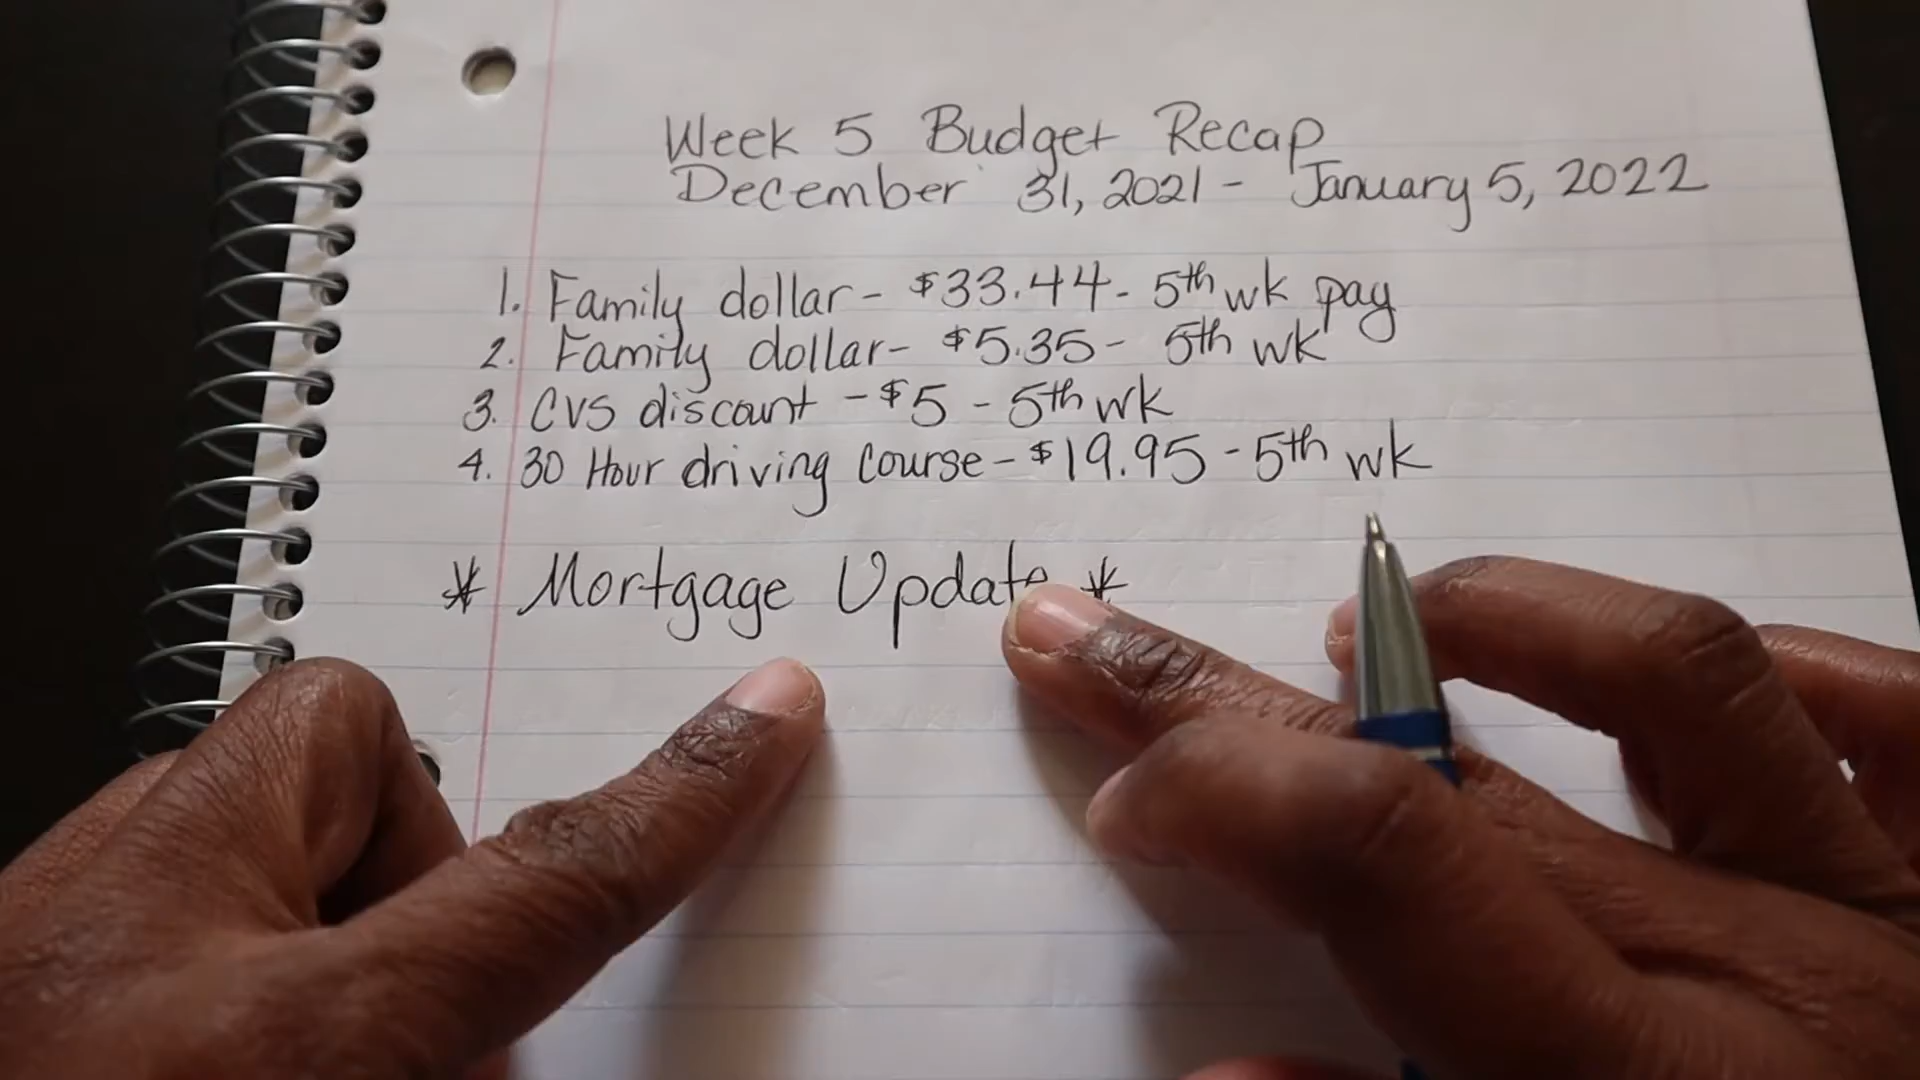 Week 5 Budget Recap
December 31, 2021 - January 5, 2022
1. Family dollar - $33.44 - 5th wk pay
2. Family dollar - $5.35 - 5th wk
3. CVS discount - $5 - 5th wk
4. 30 Hour driving course - $19.95 - 5th wk
* Mortgage Update *